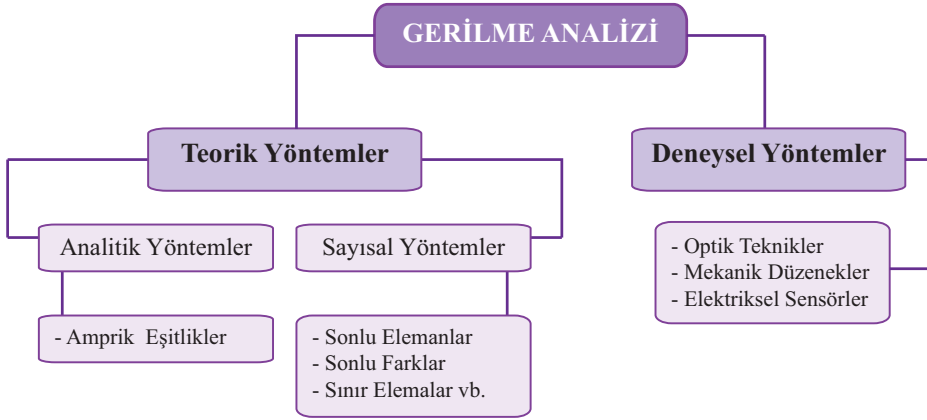 GERİLME ANALİZİ
Teorik Yöntemler
Deneysel Yöntemler
Analitik Yöntemler
Sayısal Yöntemler
- Optik Teknikler
- Mekanik Düzenekler
- Elektriksel Sensörler
- Amprik Eşitlikler
- Sonlu Elemanlar
- Sonlu Farklar
- Sınır Elemalar vb.